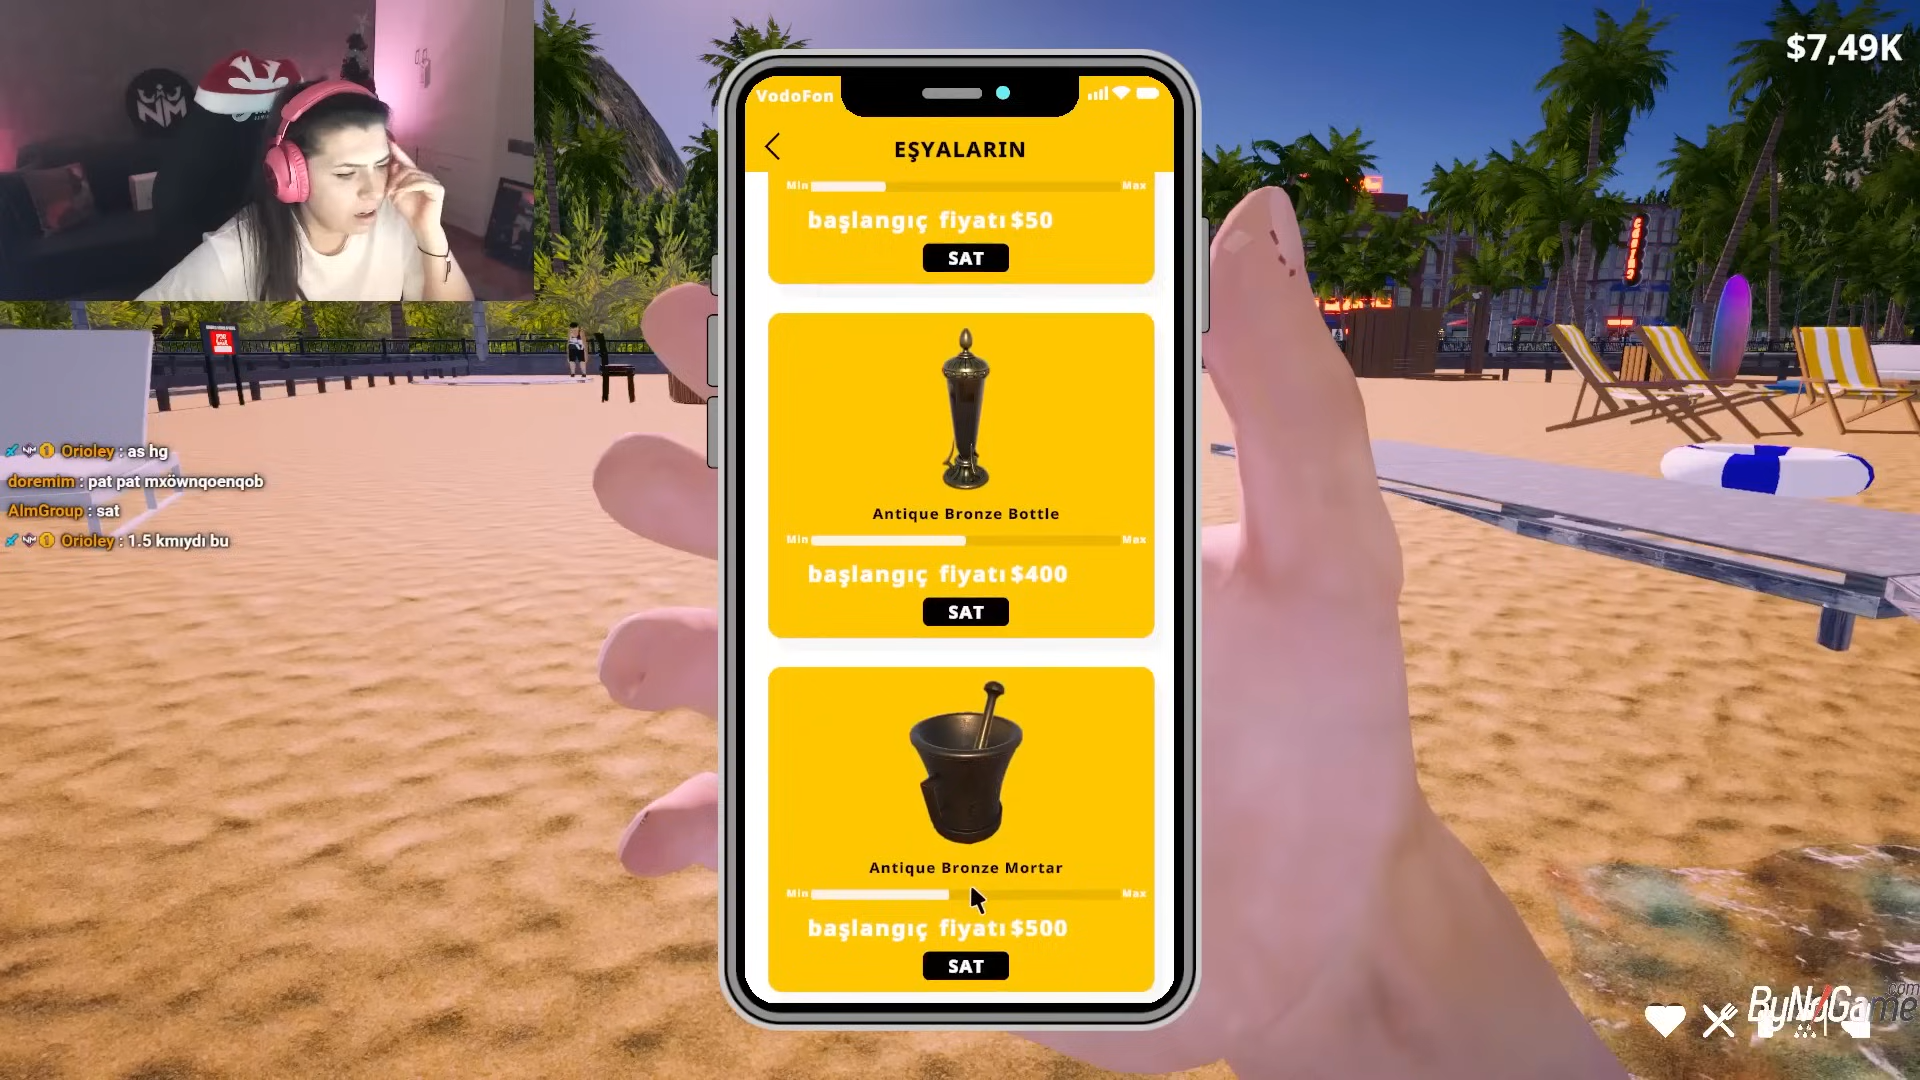 $7,49K
VodoFon
EŞYALARIN
Min Max
başlangıç fiyatı $50
SAT
Antique Bronze Bottle
Min Max
başlangıç fiyatı $400
SAT
Antique Bronze Mortar
Min Max
başlangıç fiyatı $500
SAT
Orioley : as hg
doremim : pat pat mxöwnqoenqob
AlmGroup : sat
Orioley : 1.5 kmıydı bu
NM
casino
ByNoGame
.com